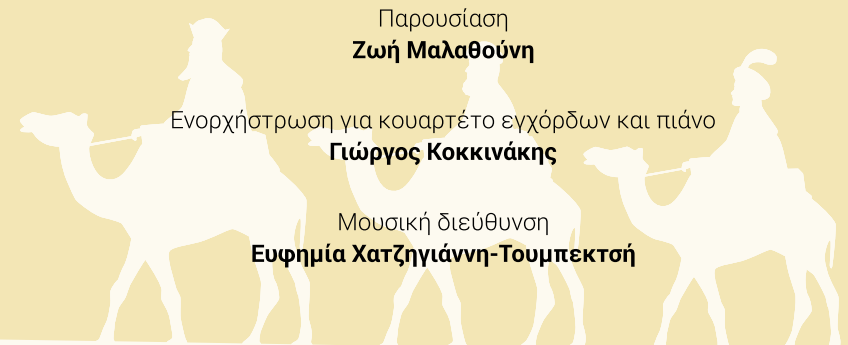 Παρουσίαση
Ζωή Μαλαθούνη
Ενορχήστρωση για κουαρτέτο εγχόρδων και πιάνο
Γιώργος Κοκκινάκης
Μουσική διεύθυνση
Ευφημία Χατζηγιάννη-Τουμπεκτσή